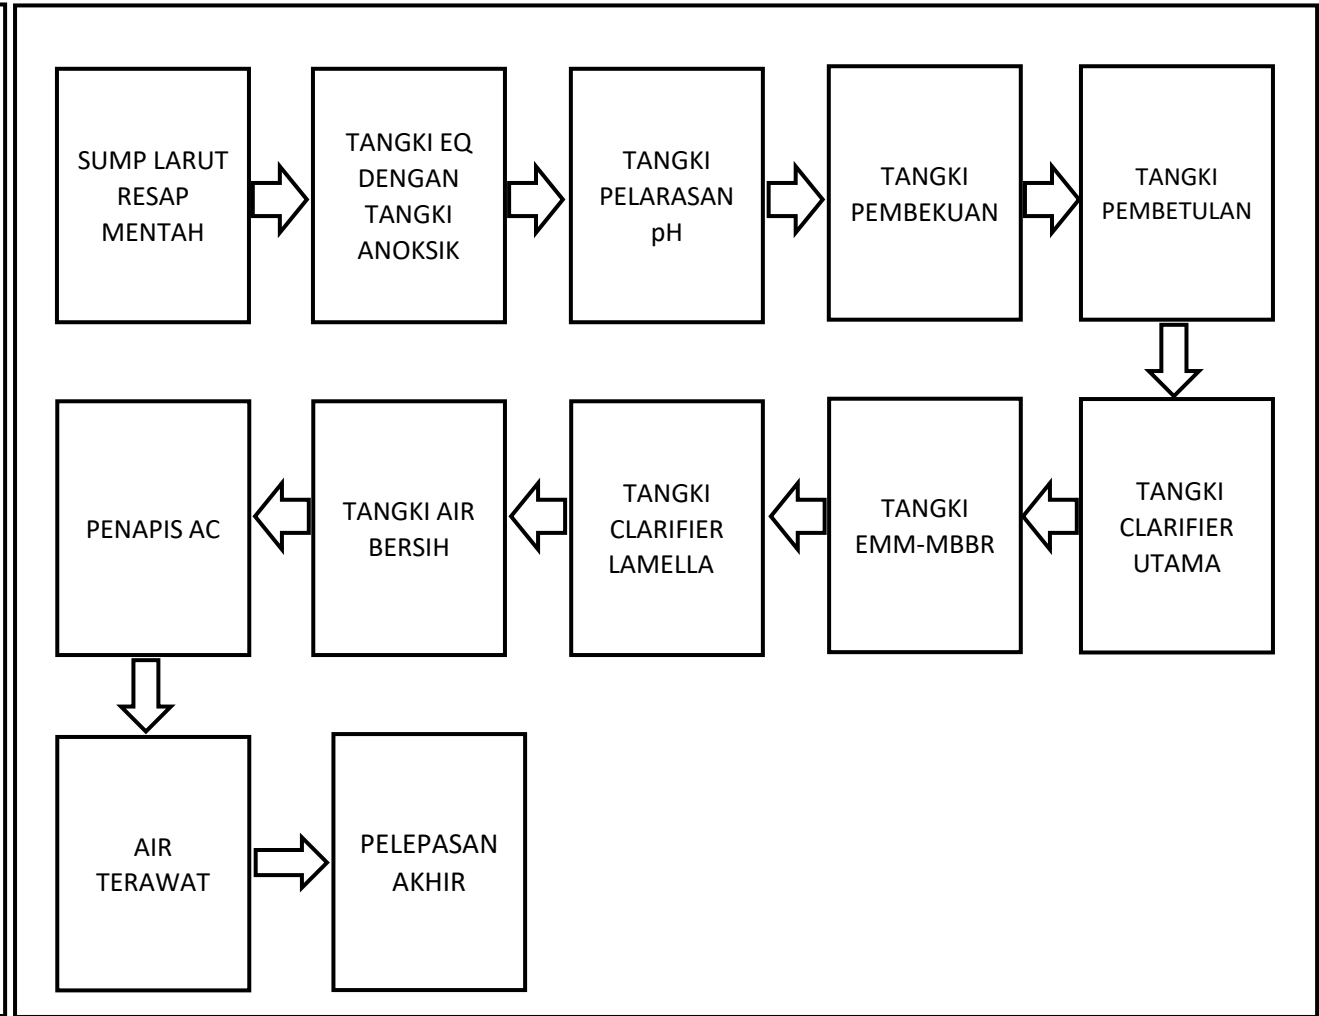 SUMP LARUT
RESAP
MENTAH
TANGKI EQ
DENGAN
TANGKI
ANOKSIK
TANGKI
PELARASAN
pH
TANGKI
PEMBEKUAN
TANGKI
PEMBETULAN
TANGKI
CLARIFIER
UTAMA
TANGKI
EMM-MBBR
TANGKI
CLARIFIER
LAMELLA
TANGKI AIR
BERSIH
PENAPIS AC
AIR
TERAWAT
PELEPASAN
AKHIR